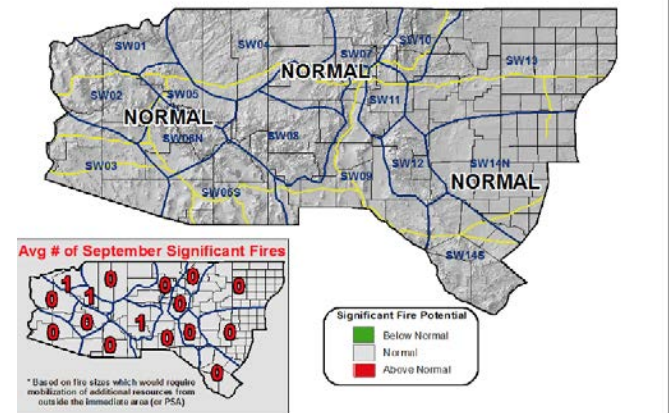 SW01
SW04
SW07
SW10
SW13
NORMAL
SW02
SW05
SW11
NORMAL
SW06N
SW08
SW03
SW12
SW14N
SW06S
SW09
NORMAL
SW14S
Avg # of September Significant Fires
1
0
0
0
0
0
1
0
0
0
1
0
0
0
0
0
* Based on fire sizes which would require
mobilization of additional resources from
outside the immediate area (or PSA)
Significant Fire Potential
Below Normal
Normal
Above Normal